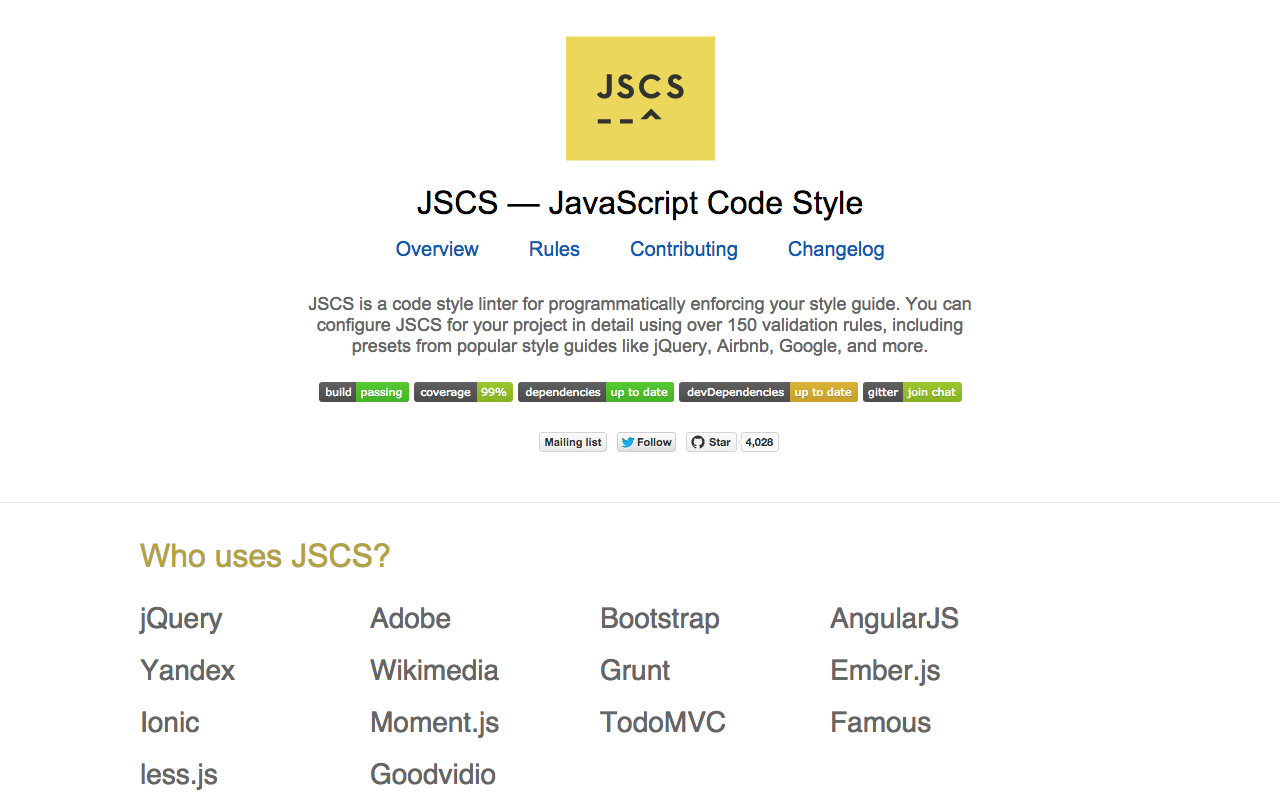 JSCS
JSCS — JavaScript Code Style
Overview Rules Contributing Changelog
JSCS is a code style linter for programmatically enforcing your style guide. You can
configure JSCS for your project in detail using over 150 validation rules, including
presets from popular style guides like jQuery, Airbnb, Google, and more.
build passing coverage 99% dependencies up to date devDependencies up to date gitter join chat
Mailing list Follow Star 4,028
Who uses JSCS?
jQuery Adobe Bootstrap AngularJS
Yandex Wikimedia Grunt Ember.js
Ionic Moment.js TodoMVC Famous
less.js Goodvidio